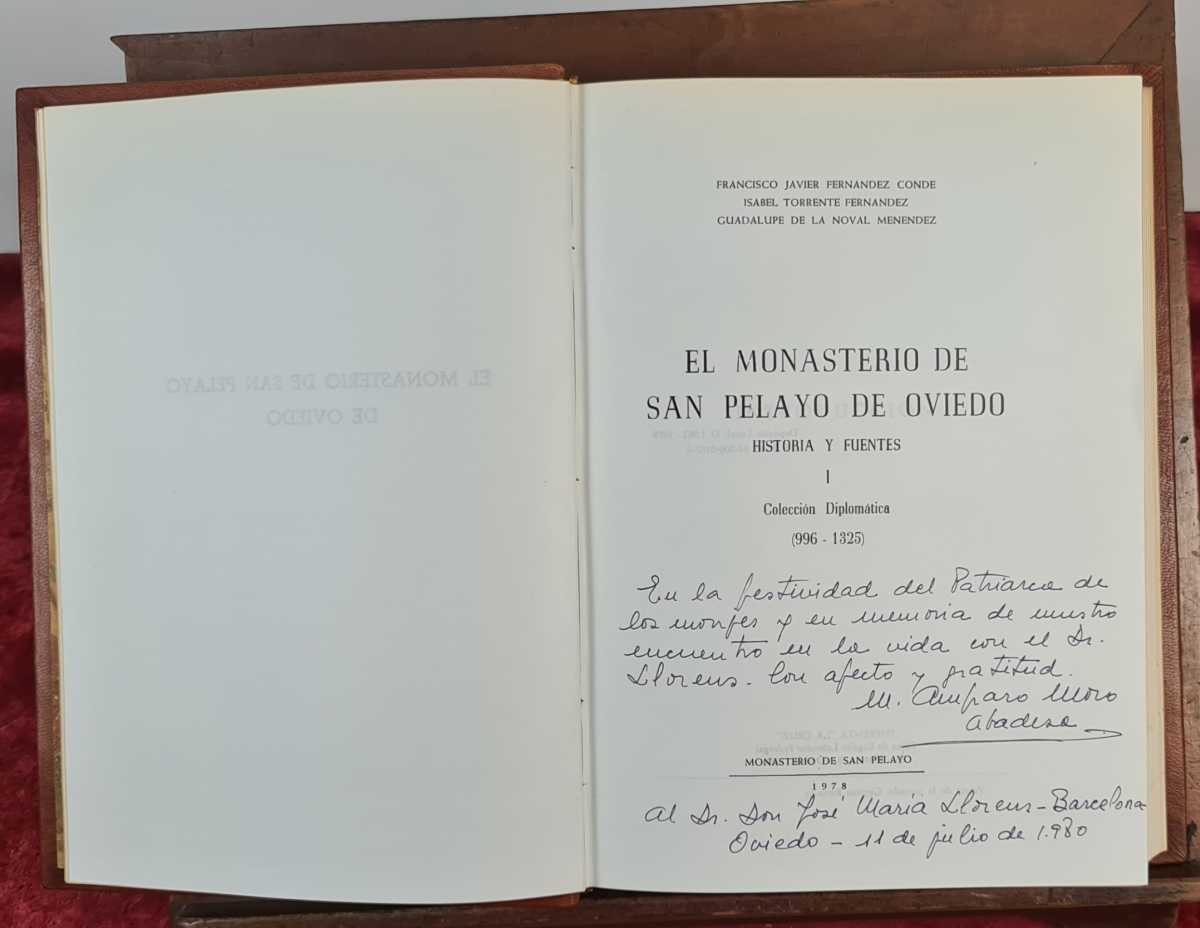 EL MONASTERIO DE SAN PELAYO
DE OVIEDO
FRANCISCO JAVIER FERNANDEZ CONDE
ISABEL TORRENTE FERNANDEZ
GUADALUPE DE LA NOVAL MENENDEZ
EL MONASTERIO DE
SAN PELAYO DE OVIEDO
HISTORIA Y FUENTES
I
Colección Diplomática
(996 - 1325)
En la festividad del Patriarca de
los monjes y en memoria de nuestro
encuentro en la vida con el Dr.
Llorens. Con afecto y gratitud.
M. Amparo Moro
Abadesa
MONASTERIO DE SAN PELAYO
1978
Al Dr. Don José María Llorens - Barcelona
Oviedo - 11 de julio de 1.980